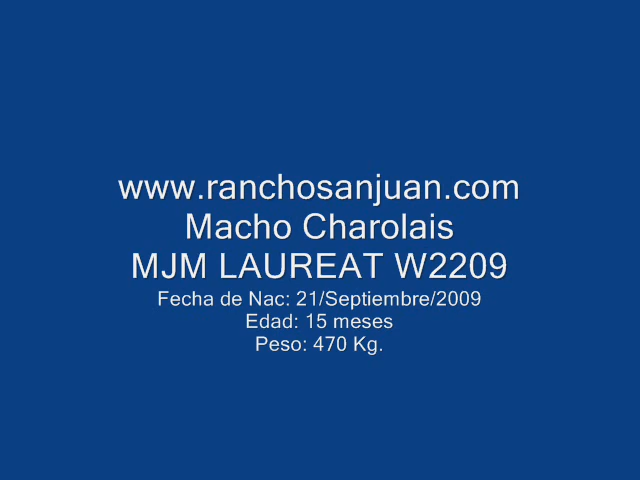 www.ranchosanjuan.com
Macho Charolais
MJM LAUREAT W2209
Fecha de Nac: 21/Septiembre/2009
Edad: 15 meses
Peso: 470 Kg.